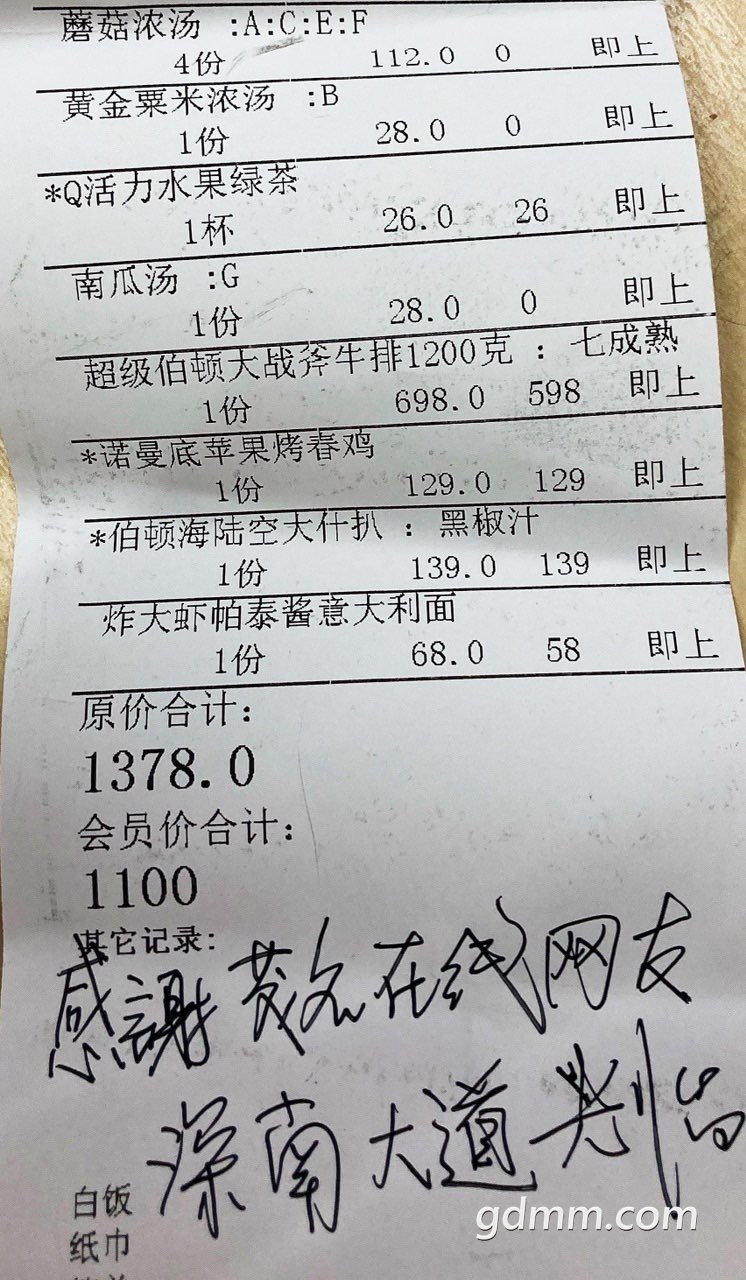 蘑菇浓汤 :A:C:E:F
4份 112.0 0 即上
黄金粟米浓汤 :B
1份 28.0 0 即上
*Q活力水果绿茶
1杯 26.0 26 即上
南瓜汤 :G
1份 28.0 0 即上
超级伯顿大战斧牛排1200克 : 七成熟
1份 698.0 598 即上
*诺曼底苹果烤春鸡
1份 129.0 129 即上
*伯顿海陆空大什扒 : 黑椒汁
1份 139.0 139 即上
炸大虾帕泰酱意大利面
1份 68.0 58 即上
原价合计:
1378.0
会员价合计:
1100
其它记录:
感謝茂名在线网友
深南大道
白饭
纸巾
gdmm.com